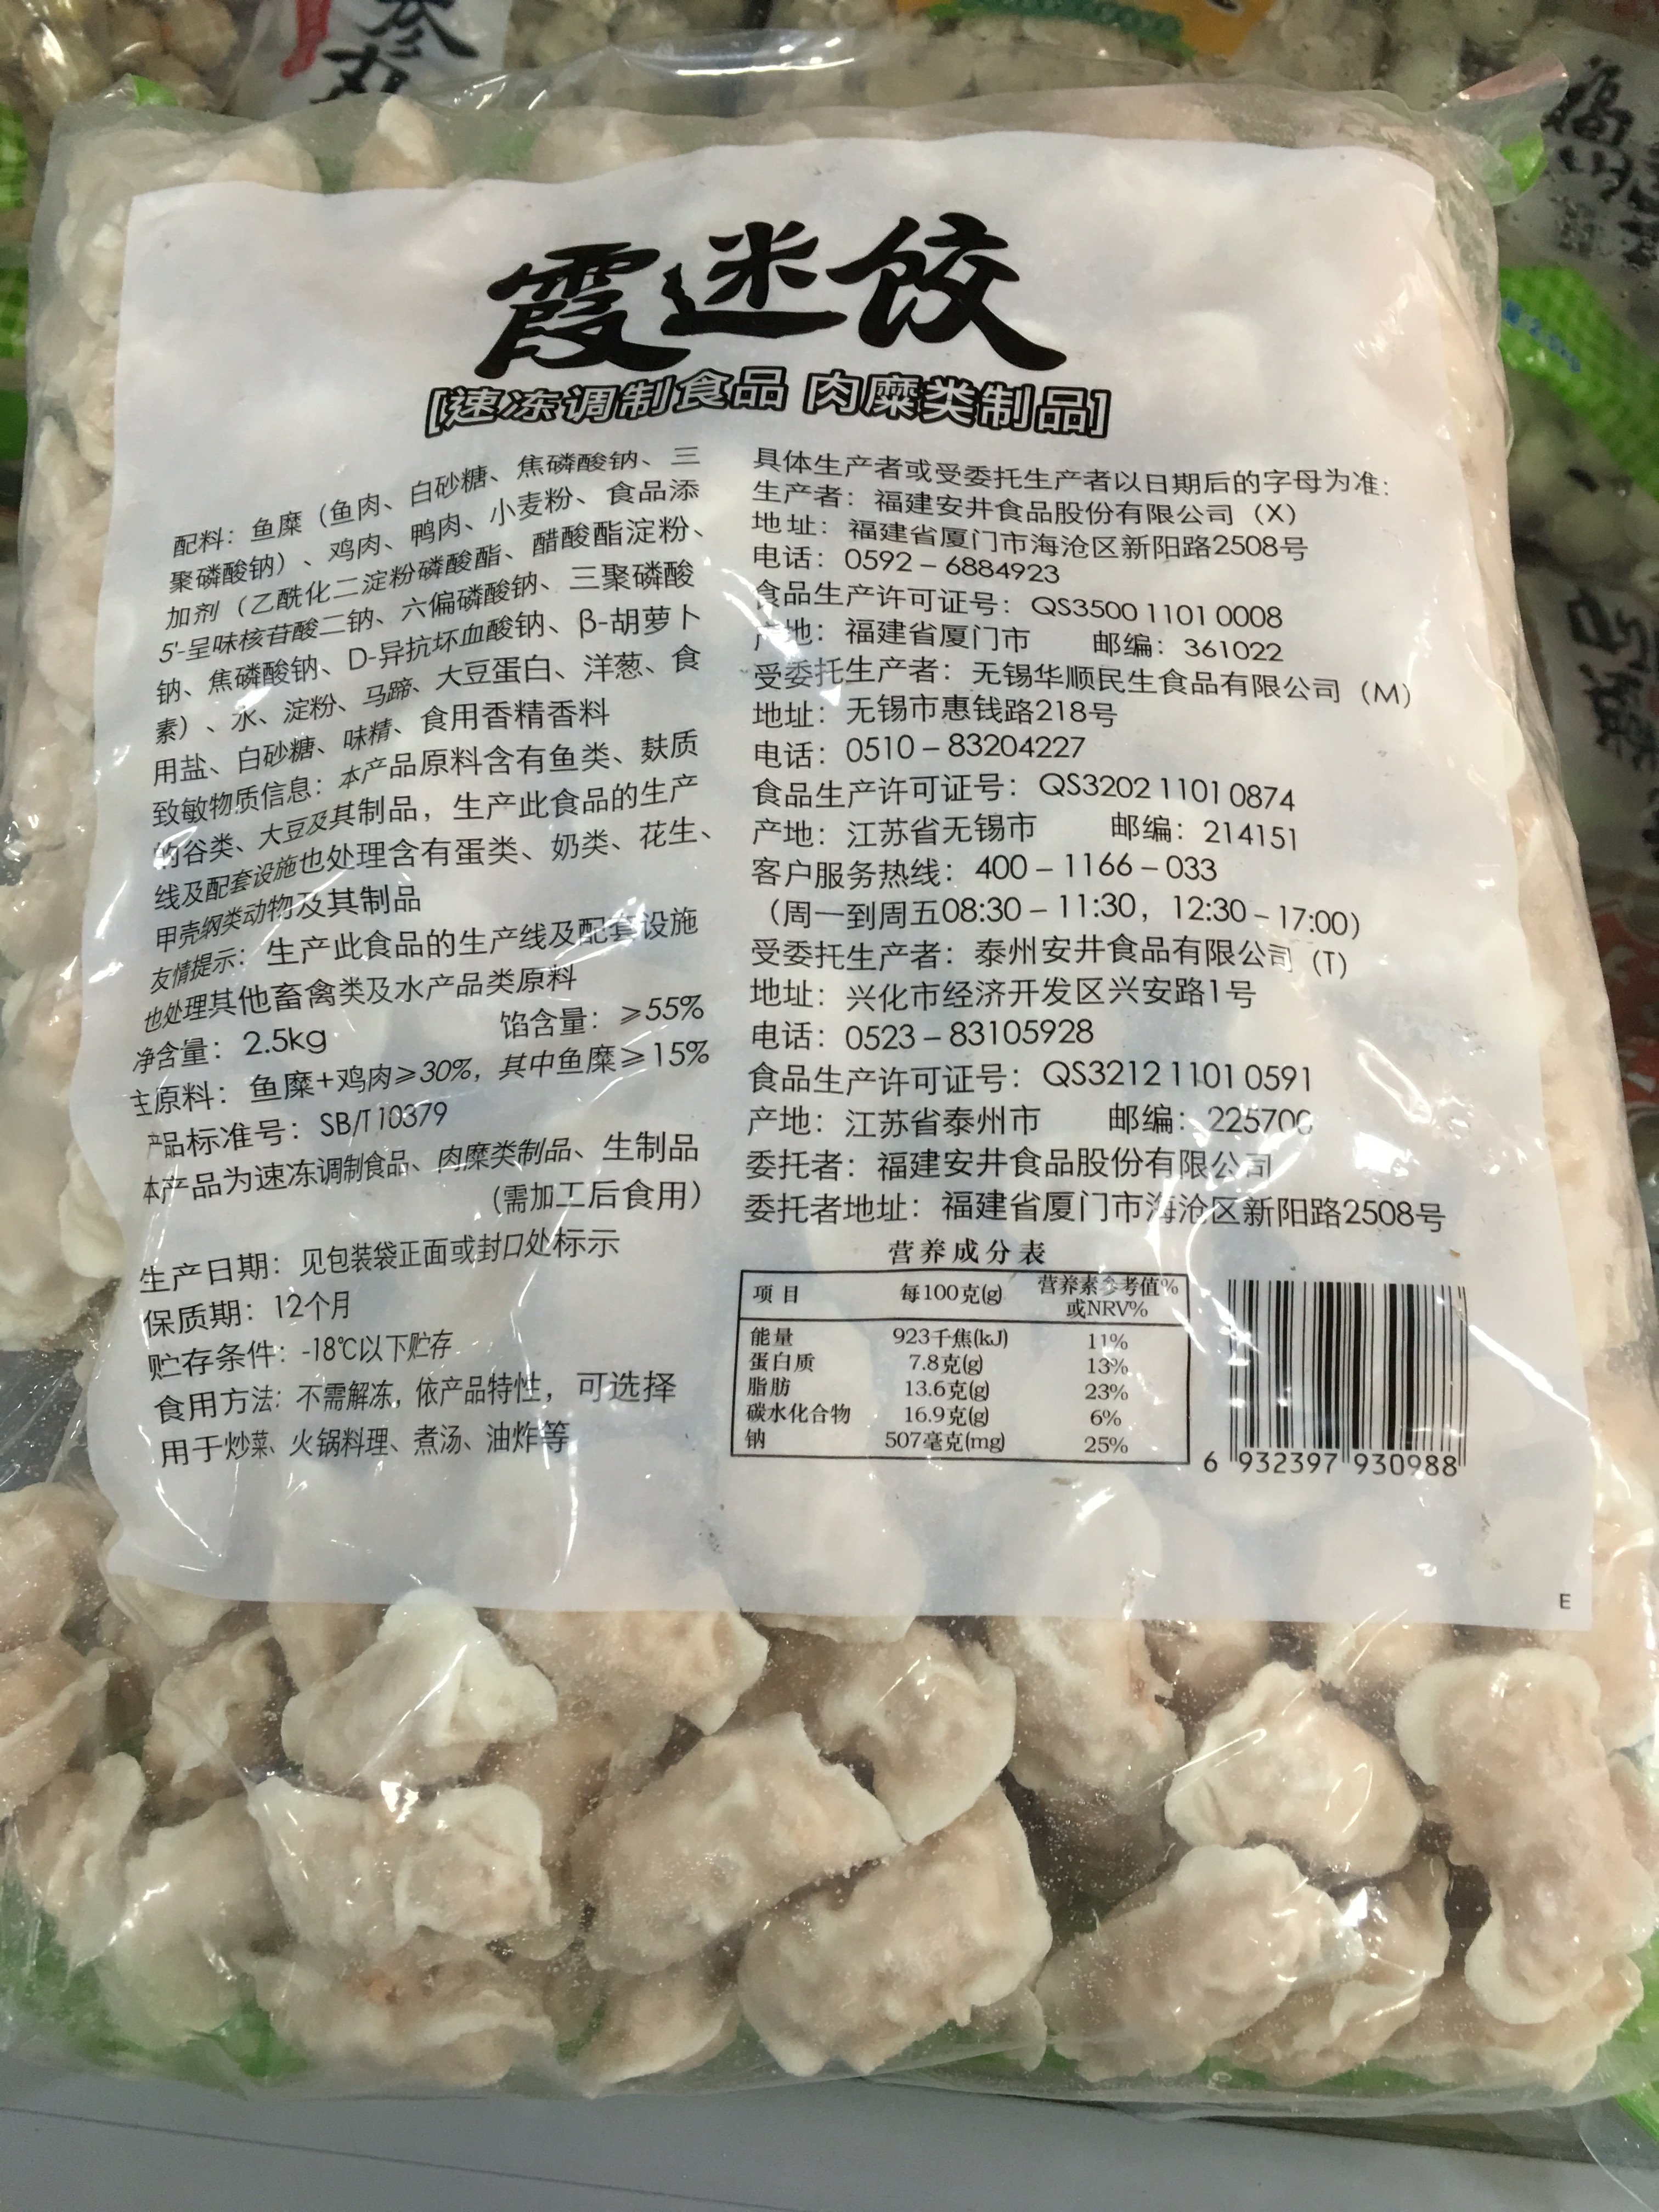 霞迷饺
[速冻调制食品 肉糜类制品]
配料：鱼糜（鱼肉、白砂糖、焦磷酸钠、三
聚磷酸钠）、鸡肉、鸭肉、小麦粉、食品添
加剂（乙酰化二淀粉磷酸酯、醋酸酯淀粉、
5'-呈味核苷酸二钠、六偏磷酸钠、三聚磷酸
钠、焦磷酸钠、D-异抗坏血酸钠、β-胡萝卜
素）、水、淀粉、马蹄、大豆蛋白、洋葱、食
用盐、白砂糖、味精、食用香精香料
致敏物质信息：本产品原料含有鱼类、麸质
的谷类、大豆及其制品，生产此食品的生产
线及配套设施也处理含有蛋类、奶类、花生、
甲壳纲类动物及其制品
友情提示：生产此食品的生产线及配套设施
也处理其他畜禽类及水产品类原料
净含量：2.5kg 馅含量：≥55%
主原料：鱼糜+鸡肉≥30%，其中鱼糜≥15%
产品标准号：SB/T10379
本产品为速冻调制食品、肉糜类制品、生制品
(需加工后食用)
生产日期：见包装袋正面或封口处标示
保质期：12个月
贮存条件：-18℃以下贮存
食用方法：不需解冻，依产品特性，可选择
用于炒菜、火锅料理、煮汤、油炸等
具体生产者或受委托生产者以日期后的字母为准：
生产者：福建安井食品股份有限公司（X）
地址：福建省厦门市海沧区新阳路2508号
电话：0592－6884923
食品生产许可证号：QS3500 1101 0008
产地：福建省厦门市 邮编：361022
受委托生产者：无锡华顺民生食品有限公司（M）
地址：无锡市惠钱路218号
电话：0510－83204227
食品生产许可证号：QS3202 1101 0874
产地：江苏省无锡市 邮编：214151
客户服务热线：400－1166－033
（周一到周五08:30－11:30，12:30－17:00）
受委托生产者：泰州安井食品有限公司（T）
地址：兴化市经济开发区兴安路1号
电话：0523－83105928
食品生产许可证号：QS3212 1101 0591
产地：江苏省泰州市 邮编：225700
委托者：福建安井食品股份有限公司
委托者地址：福建省厦门市海沧区新阳路2508号
营养成分表
项目 每100克(g) 营养素参考值%
或NRV%
能量 923千焦(kJ) 11%
蛋白质 7.8克(g) 13%
脂肪 13.6克(g) 23%
碳水化合物 16.9克(g) 6%
钠 507毫克(mg) 25%
6 932397 930988
E